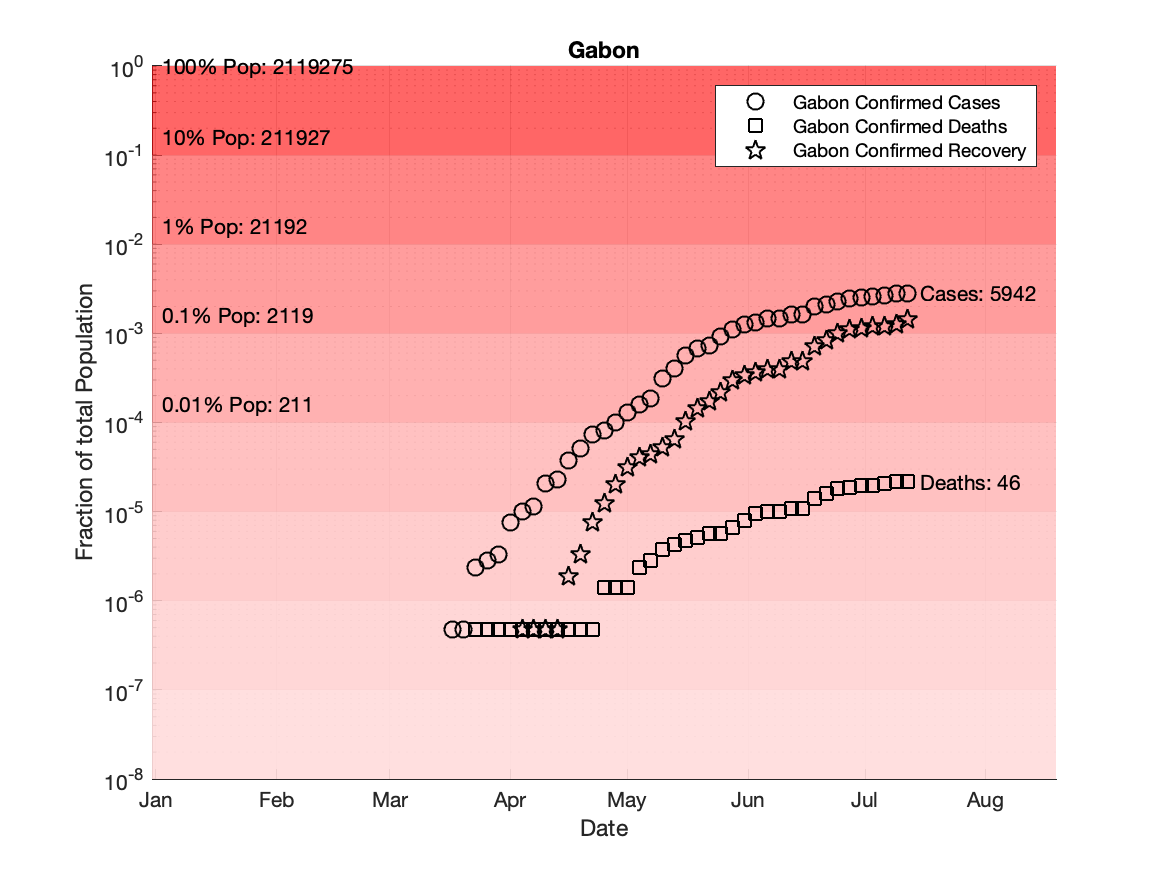 Gabon
10^0
100% Pop: 2119275
Gabon Confirmed Cases
Gabon Confirmed Deaths
Gabon Confirmed Recovery
10% Pop: 211927
10^-1
1% Pop: 21192
10^-2
Cases: 5942
0.1% Pop: 2119
10^-3
0.01% Pop: 211
10^-4
Deaths: 46
10^-5
10^-6
10^-7
10^-8
Fraction of total Population
Jan Feb Mar Apr May Jun Jul Aug
Date